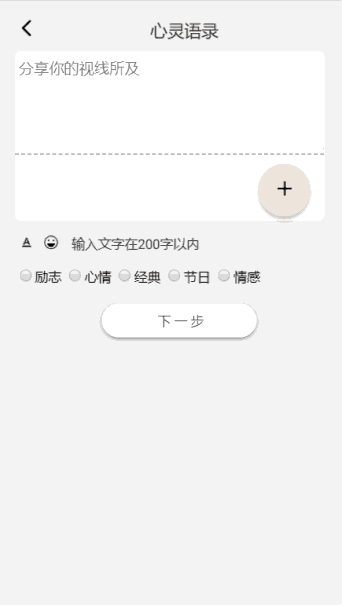 心灵语录
分享你的视线所及
输入文字在200字以内
励志 心情 经典 节日 情感
下一步